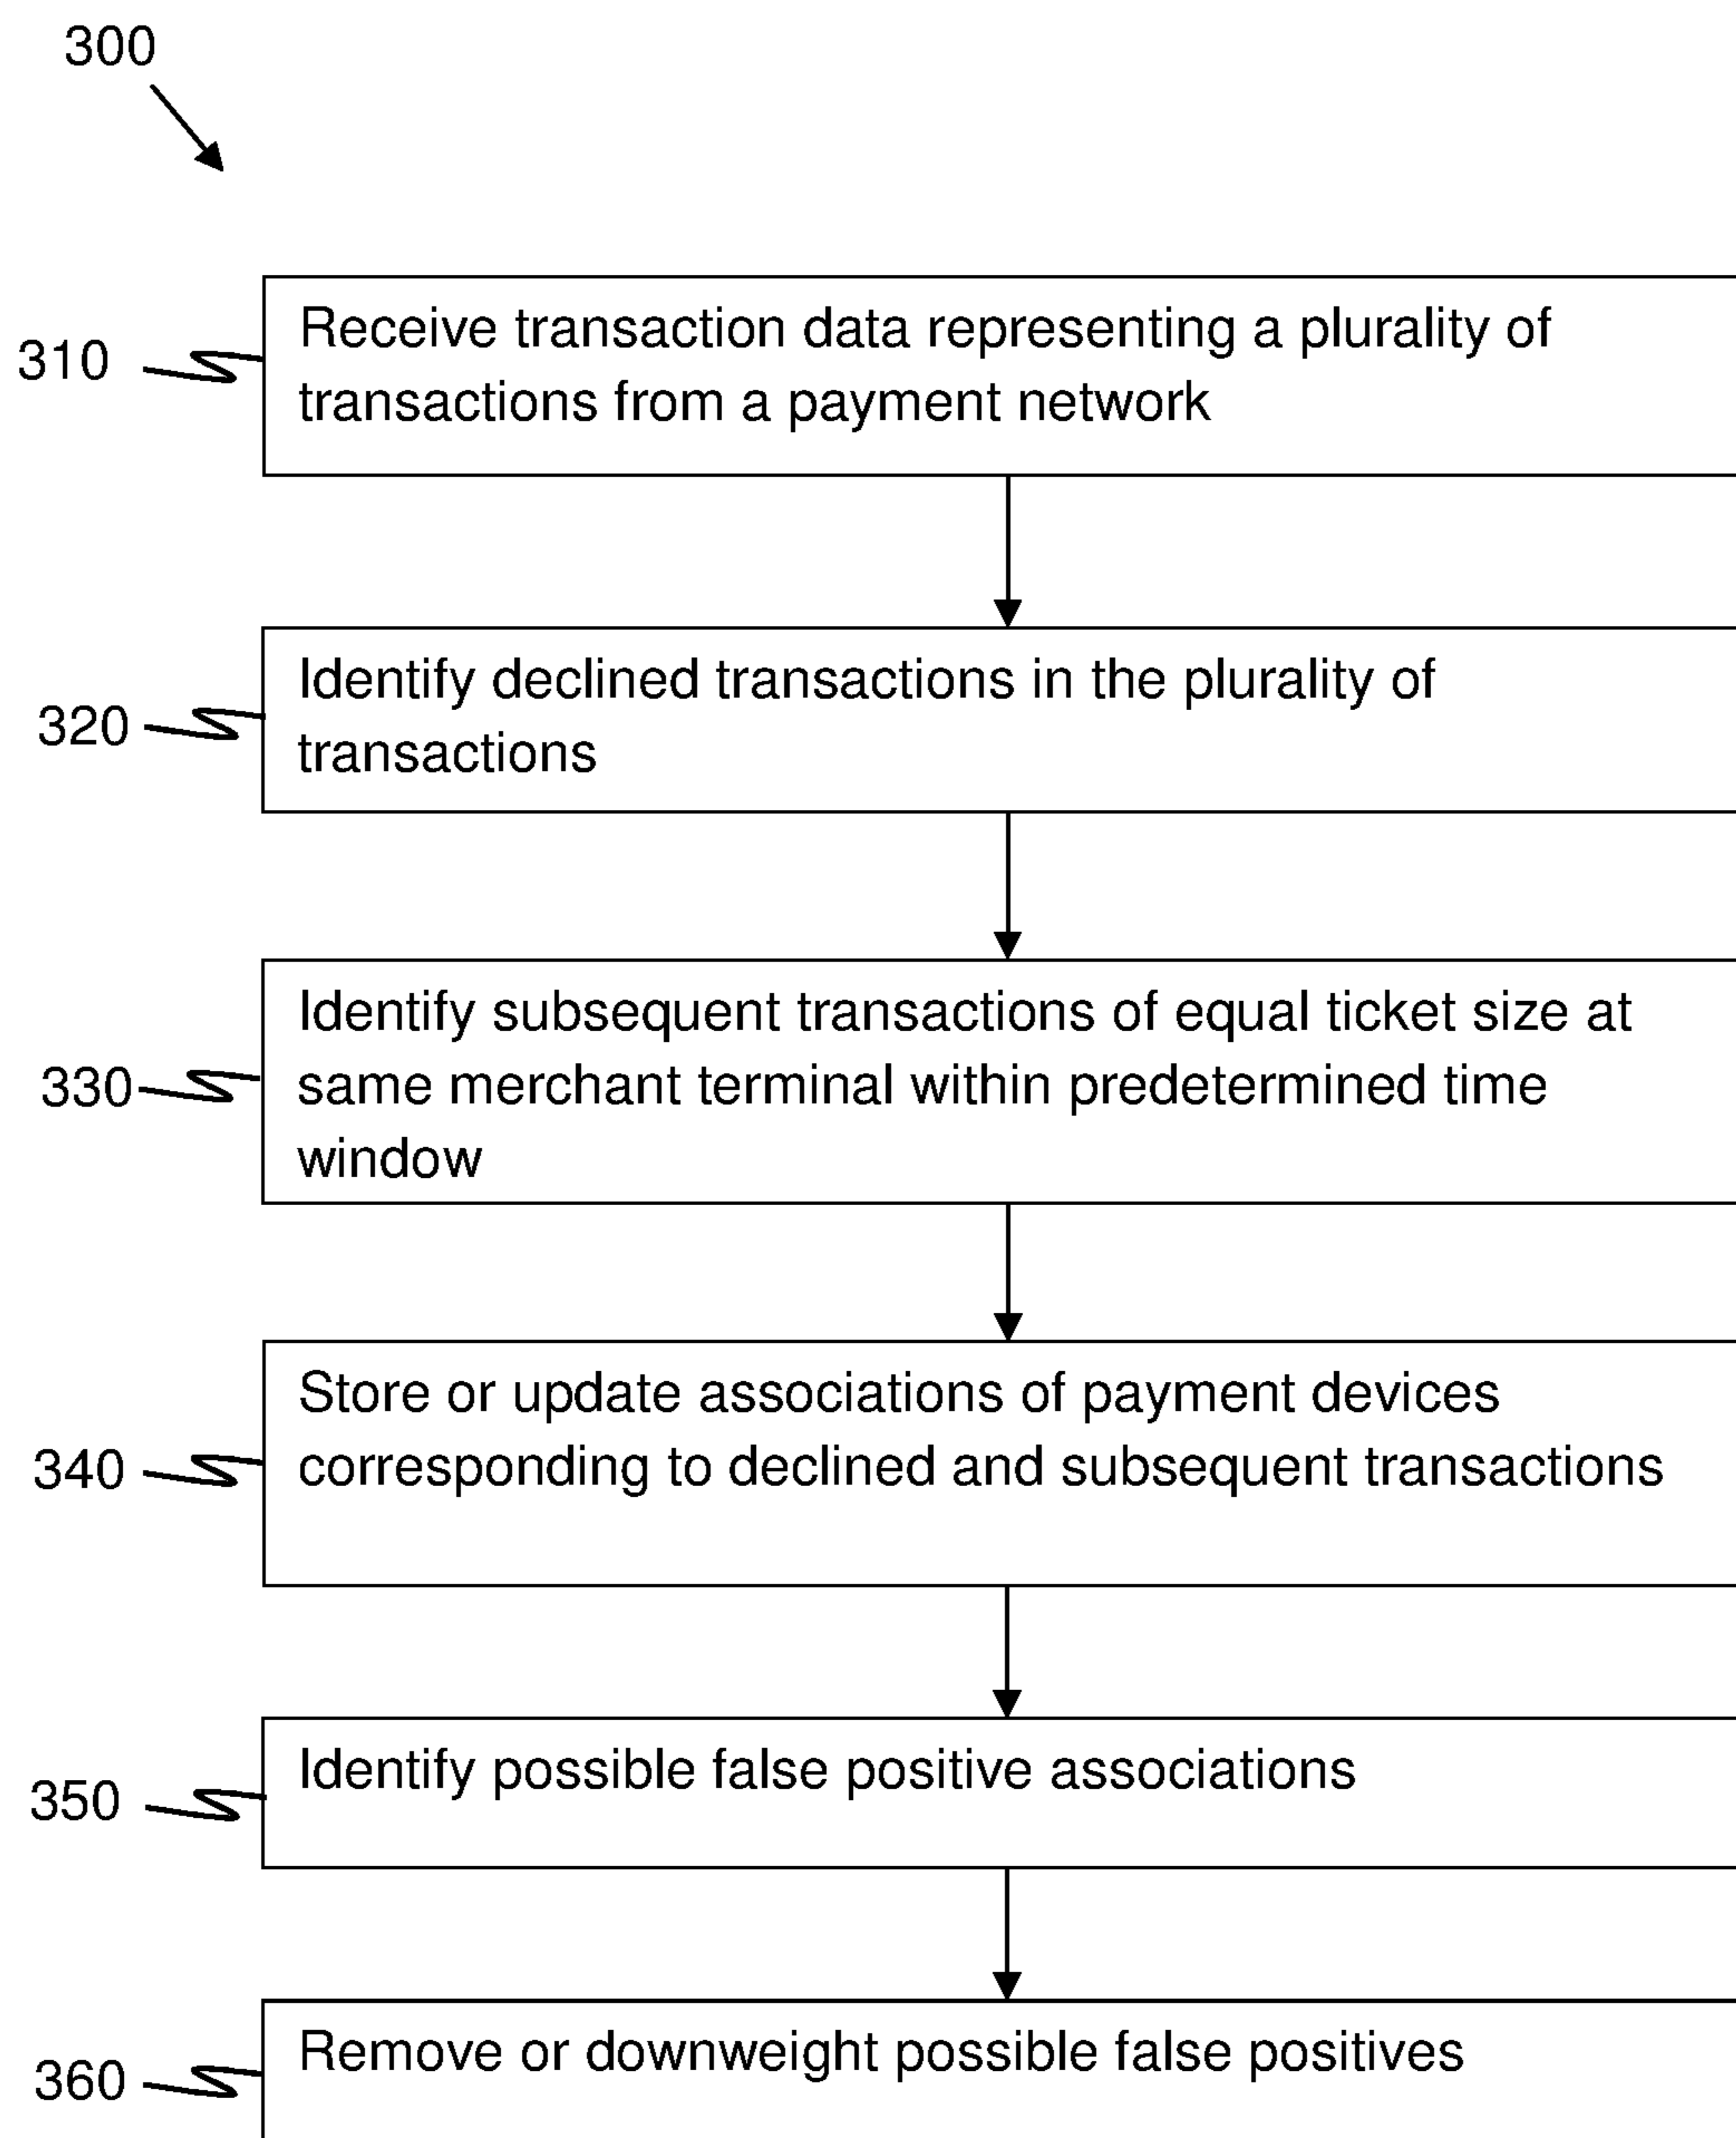 300
310
Receive transaction data representing a plurality of
transactions from a payment network
320
Identify declined transactions in the plurality of
transactions
330
Identify subsequent transactions of equal ticket size at
same merchant terminal within predetermined time
window
340
Store or update associations of payment devices
corresponding to declined and subsequent transactions
350
Identify possible false positive associations
360
Remove or downweight possible false positives